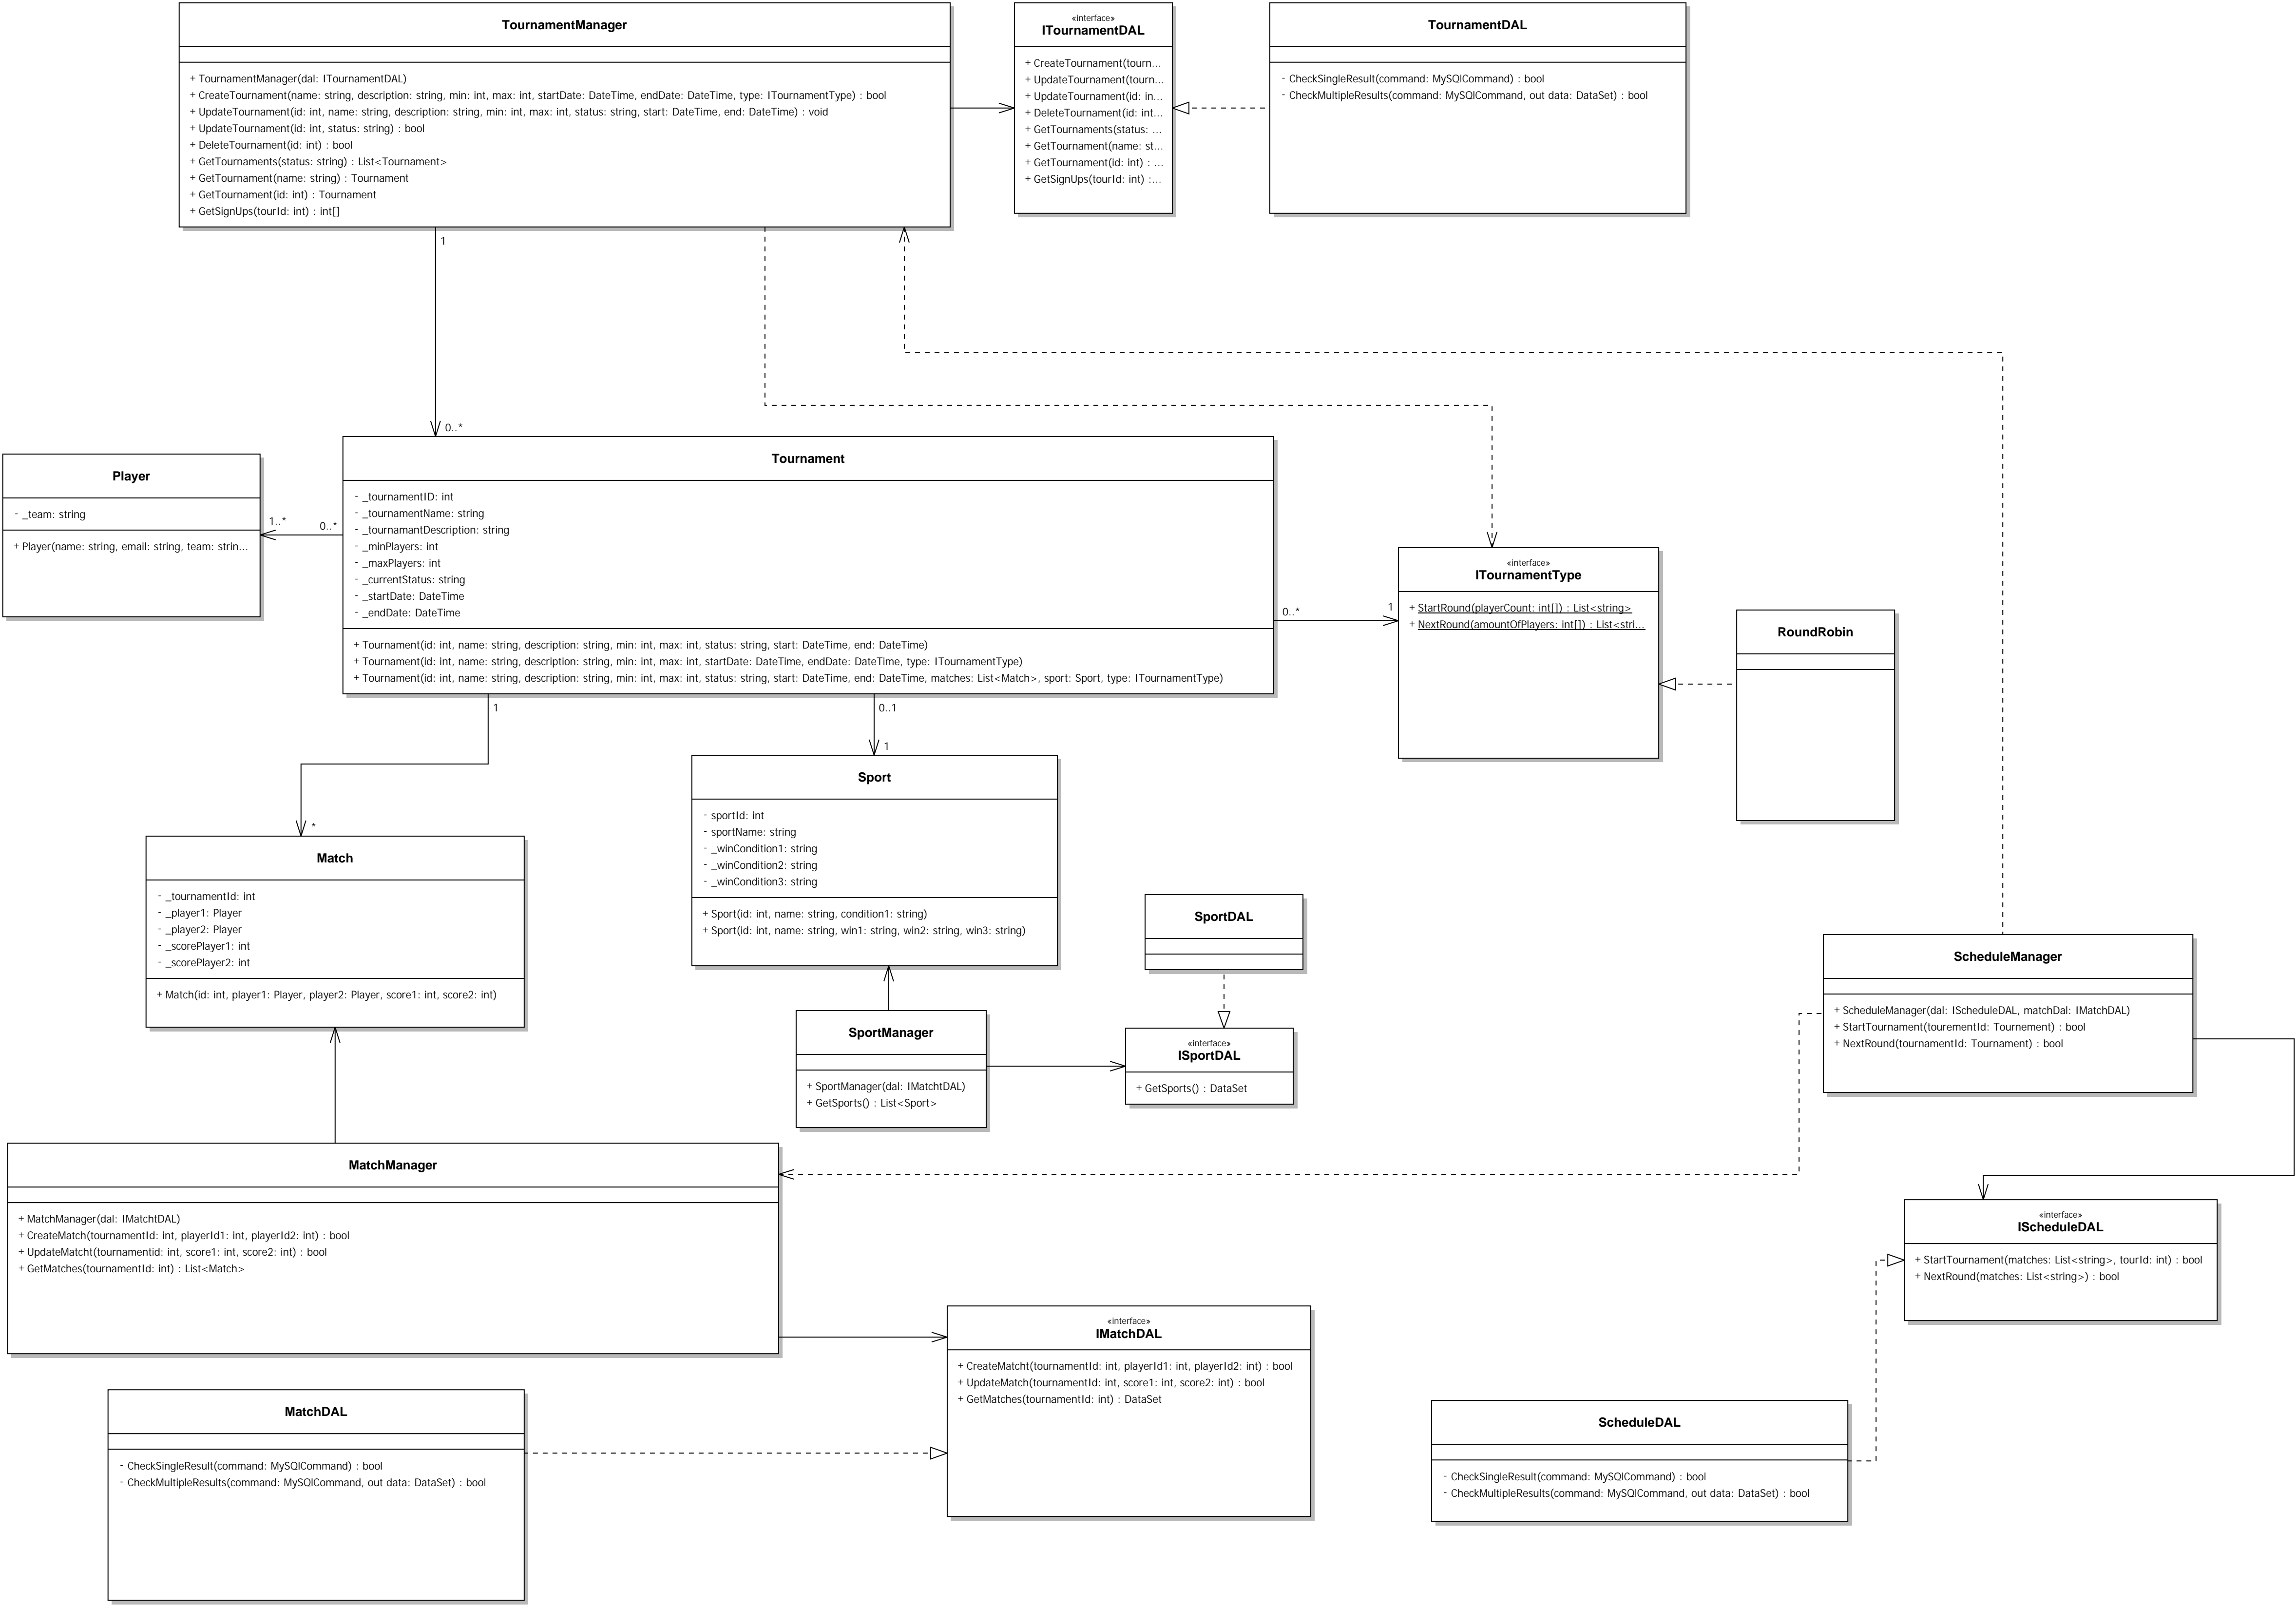 TournamentManager
+ TournamentManager(dal: ITournamentDAL)
+ CreateTournament(name: string, description: string, min: int, max: int, startDate: DateTime, endDate: DateTime, type: ITournamentType) : bool
+ UpdateTournament(id: int, name: string, description: string, min: int, max: int, status: string, start: DateTime, end: DateTime) : void
+ UpdateTournament(id: int, status: string) : bool
+ DeleteTournament(id: int) : bool
+ GetTournaments(status: string) : List<Tournament>
+ GetTournament(name: string) : Tournament
+ GetTournament(id: int) : Tournament
+ GetSignUps(tourId: int) : int[]
«interface»
ITournamentDAL
+ CreateTournament(tourn...
+ UpdateTournament(tourn...
+ UpdateTournament(id: in...
+ DeleteTournament(id: int...
+ GetTournaments(status: ...
+ GetTournament(name: st...
+ GetTournament(id: int) : ...
+ GetSignUps(tourId: int) :...
TournamentDAL
- CheckSingleResult(command: MySQlCommand) : bool
- CheckMultipleResults(command: MySQlCommand, out data: DataSet) : bool
1
0..*
Player
- _team: string
+ Player(name: string, email: string, team: strin...
1..*
0..*
Tournament
- _tournamentID: int
- _tournamentName: string
- _tournamantDescription: string
- _minPlayers: int
- _maxPlayers: int
- _currentStatus: string
- _startDate: DateTime
- _endDate: DateTime
+ Tournament(id: int, name: string, description: string, min: int, max: int, status: string, start: DateTime, end: DateTime)
+ Tournament(id: int, name: string, description: string, min: int, max: int, startDate: DateTime, endDate: DateTime, type: ITournamentType)
+ Tournament(id: int, name: string, description: string, min: int, max: int, status: string, start: DateTime, end: DateTime, matches: List<Match>, sport: Sport, type: ITournamentType)
0..*
1
«interface»
ITournamentType
+ StartRound(playerCount: int[]) : List<string>
+ NextRound(amountOfPlayers: int[]) : List<stri...
RoundRobin
1
*
0..1
1
Match
- _tournamentId: int
- _player1: Player
- _player2: Player
- _scorePlayer1: int
- _scorePlayer2: int
+ Match(id: int, player1: Player, player2: Player, score1: int, score2: int)
Sport
- sportId: int
- sportName: string
- _winCondition1: string
- _winCondition2: string
- _winCondition3: string
+ Sport(id: int, name: string, condition1: string)
+ Sport(id: int, name: string, win1: string, win2: string, win3: string)
SportDAL
SportManager
+ SportManager(dal: IMatchtDAL)
+ GetSports() : List<Sport>
«interface»
ISportDAL
+ GetSports() : DataSet
ScheduleManager
+ ScheduleManager(dal: IScheduleDAL, matchDal: IMatchDAL)
+ StartTournament(tourementId: Tournement) : bool
+ NextRound(tournamentId: Tournament) : bool
MatchManager
+ MatchManager(dal: IMatchtDAL)
+ CreateMatch(tournamentId: int, playerId1: int, playerId2: int) : bool
+ UpdateMatcht(tournamentid: int, score1: int, score2: int) : bool
+ GetMatches(tournamentId: int) : List<Match>
«interface»
IScheduleDAL
+ StartTournament(matches: List<string>, tourId: int) : bool
+ NextRound(matches: List<string>) : bool
«interface»
IMatchDAL
+ CreateMatcht(tournamentId: int, playerId1: int, playerId2: int) : bool
+ UpdateMatch(tournamentId: int, score1: int, score2: int) : bool
+ GetMatches(tournamentId: int) : DataSet
MatchDAL
- CheckSingleResult(command: MySQlCommand) : bool
- CheckMultipleResults(command: MySQlCommand, out data: DataSet) : bool
ScheduleDAL
- CheckSingleResult(command: MySQlCommand) : bool
- CheckMultipleResults(command: MySQlCommand, out data: DataSet) : bool